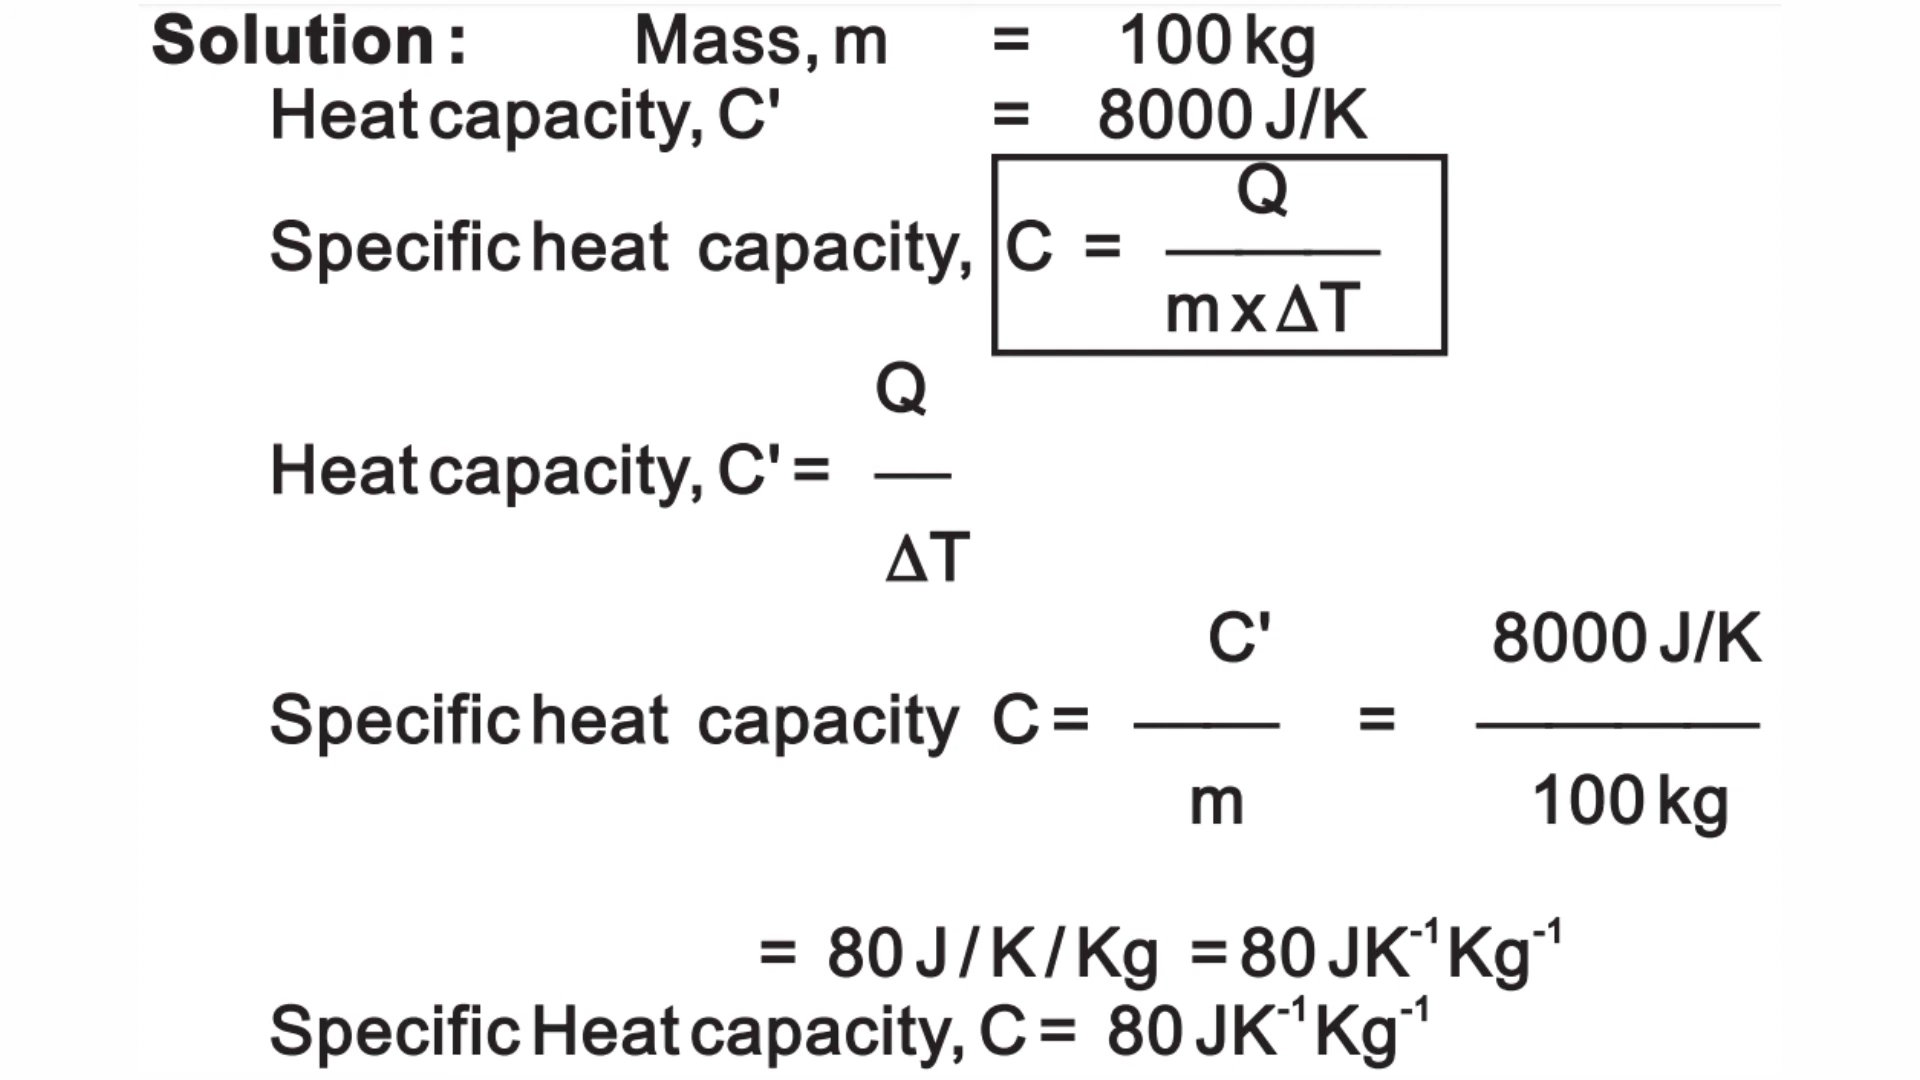 Solution: Mass, m = 100 kg
Heat capacity, C' = 8000 J/K
Q
Specific heat capacity, C =
m x ΔT
Q
Heat capacity, C' =
ΔT
C' 8000 J/K
Specific heat capacity C = =
m 100 kg
= 80 J / K / Kg = 80 JK⁻¹Kg⁻¹
Specific Heat capacity, C = 80 JK⁻¹Kg⁻¹